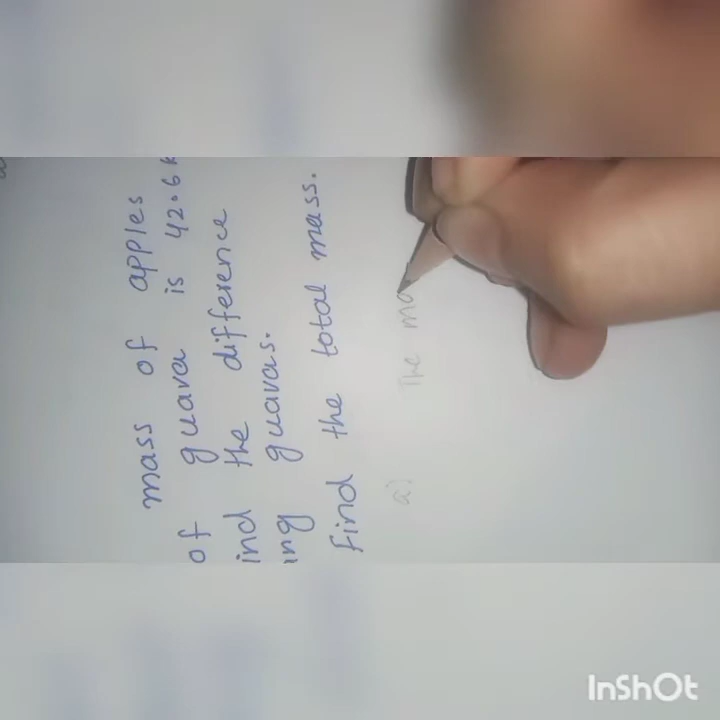 mass of apples
of guava is 42.6 k
ind the difference
ing guavas.
Find the total mass.
a) The ma
InShOt